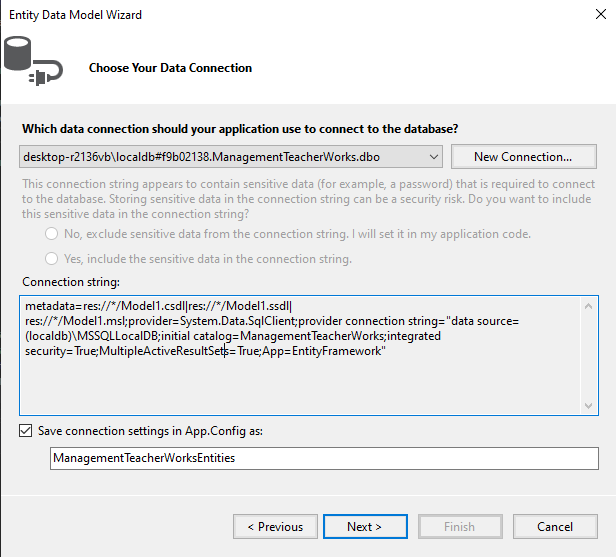 Entity Data Model Wizard
Choose Your Data Connection
Which data connection should your application use to connect to the database?
desktop-r2136vb\localdb#f9b02138.ManagementTeacherWorks.dbo
New Connection...
This connection string appears to contain sensitive data (for example, a password) that is required to connect
to the database. Storing sensitive data in the connection string can be a security risk. Do you want to include
this sensitive data in the connection string?
No, exclude sensitive data from the connection string. I will set it in my application code.
Yes, include the sensitive data in the connection string.
Connection string:
metadata=res://*/Model1.csdl|res://*/Model1.ssdl|
res://*/Model1.msl;provider=System.Data.SqlClient;provider connection string="data source=
(localdb)\MSSQLLocalDB;initial catalog=ManagementTeacherWorks;integrated
security=True;MultipleActiveResultSets=True;App=EntityFramework"
Save connection settings in App.Config as:
ManagementTeacherWorksEntities
< Previous
Next >
Finish
Cancel